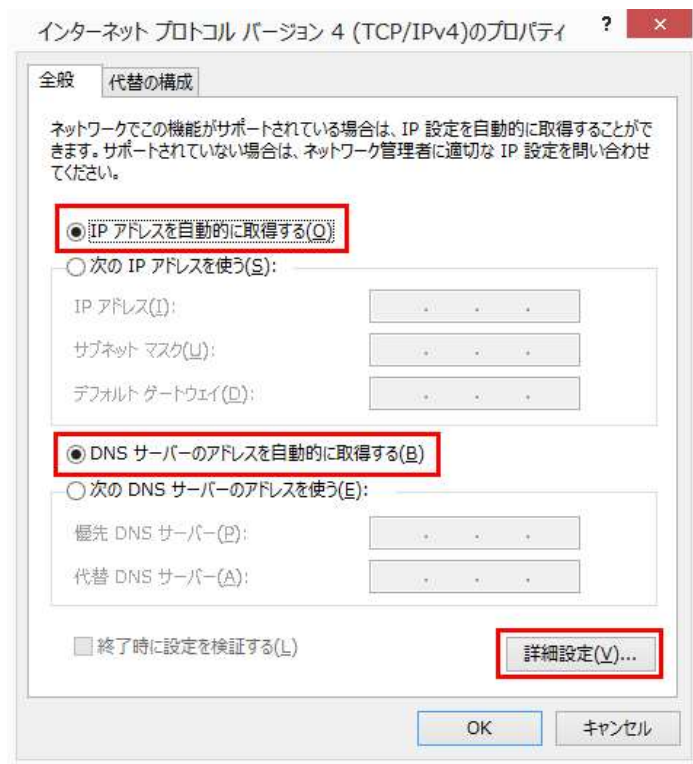 インターネット プロトコル バージョン 4 (TCP/IPv4)のプロパティ ? ×
全般 代替の構成
ネットワークでこの機能がサポートされている場合は、IP 設定を自動的に取得することがで
きます。サポートされていない場合は、ネットワーク管理者に適切な IP 設定を問い合わせ
てください。
IP アドレスを自動的に取得する(O)
次の IP アドレスを使う(S):
IP アドレス(I):
サブネット マスク(U):
デフォルト ゲートウェイ(D):
DNS サーバーのアドレスを自動的に取得する(B)
次の DNS サーバーのアドレスを使う(E):
優先 DNS サーバー(P):
代替 DNS サーバー(A):
終了時に設定を検証する(L)
詳細設定(V)...
OK キャンセル